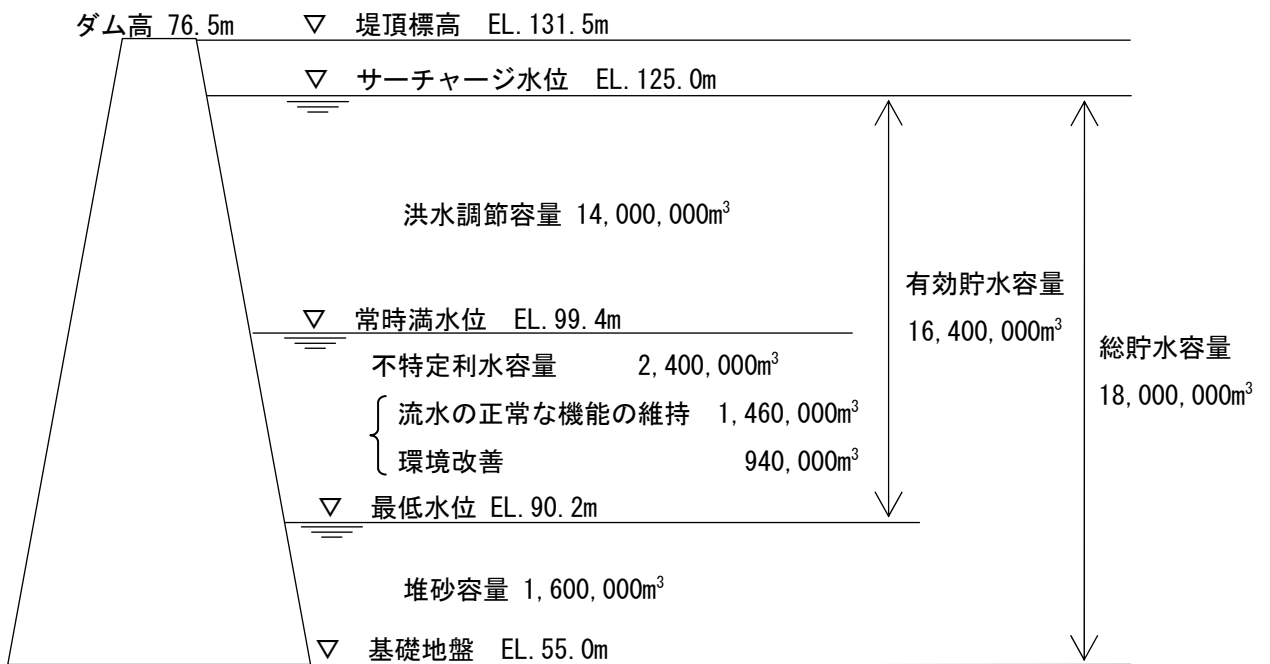 ダム高 76.5m ▽ 堤頂標高 EL.131.5m
▽ サーチャージ水位 EL.125.0m
洪水調節容量 14,000,000m³
有効貯水容量
16,400,000m³
▽ 常時満水位 EL.99.4m
総貯水容量
18,000,000m³
不特定利水容量 2,400,000m³
流水の正常な機能の維持 1,460,000m³
環境改善 940,000m³
▽ 最低水位 EL.90.2m
堆砂容量 1,600,000m³
▽ 基礎地盤 EL.55.0m